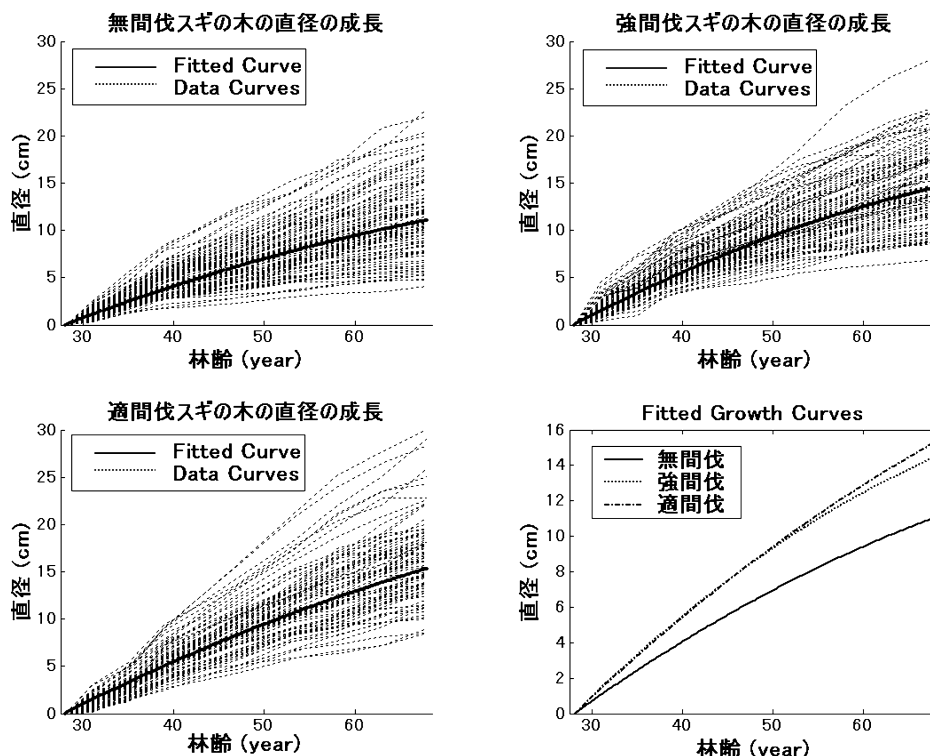 無間伐スギの木の直径の成長
30
25
20
15
10
5
0
直径 (cm)
Fitted Curve
Data Curves
30 40 50 60
林齢 (year)
強間伐スギの木の直径の成長
30
25
20
15
10
5
0
直径 (cm)
Fitted Curve
Data Curves
30 40 50 60
林齢 (year)
適間伐スギの木の直径の成長
30
25
20
15
10
5
0
直径 (cm)
Fitted Curve
Data Curves
30 40 50 60
林齢 (year)
Fitted Growth Curves
16
14
12
10
8
6
4
2
0
直径 (cm)
無間伐
強間伐
適間伐
30 40 50 60
林齢 (year)